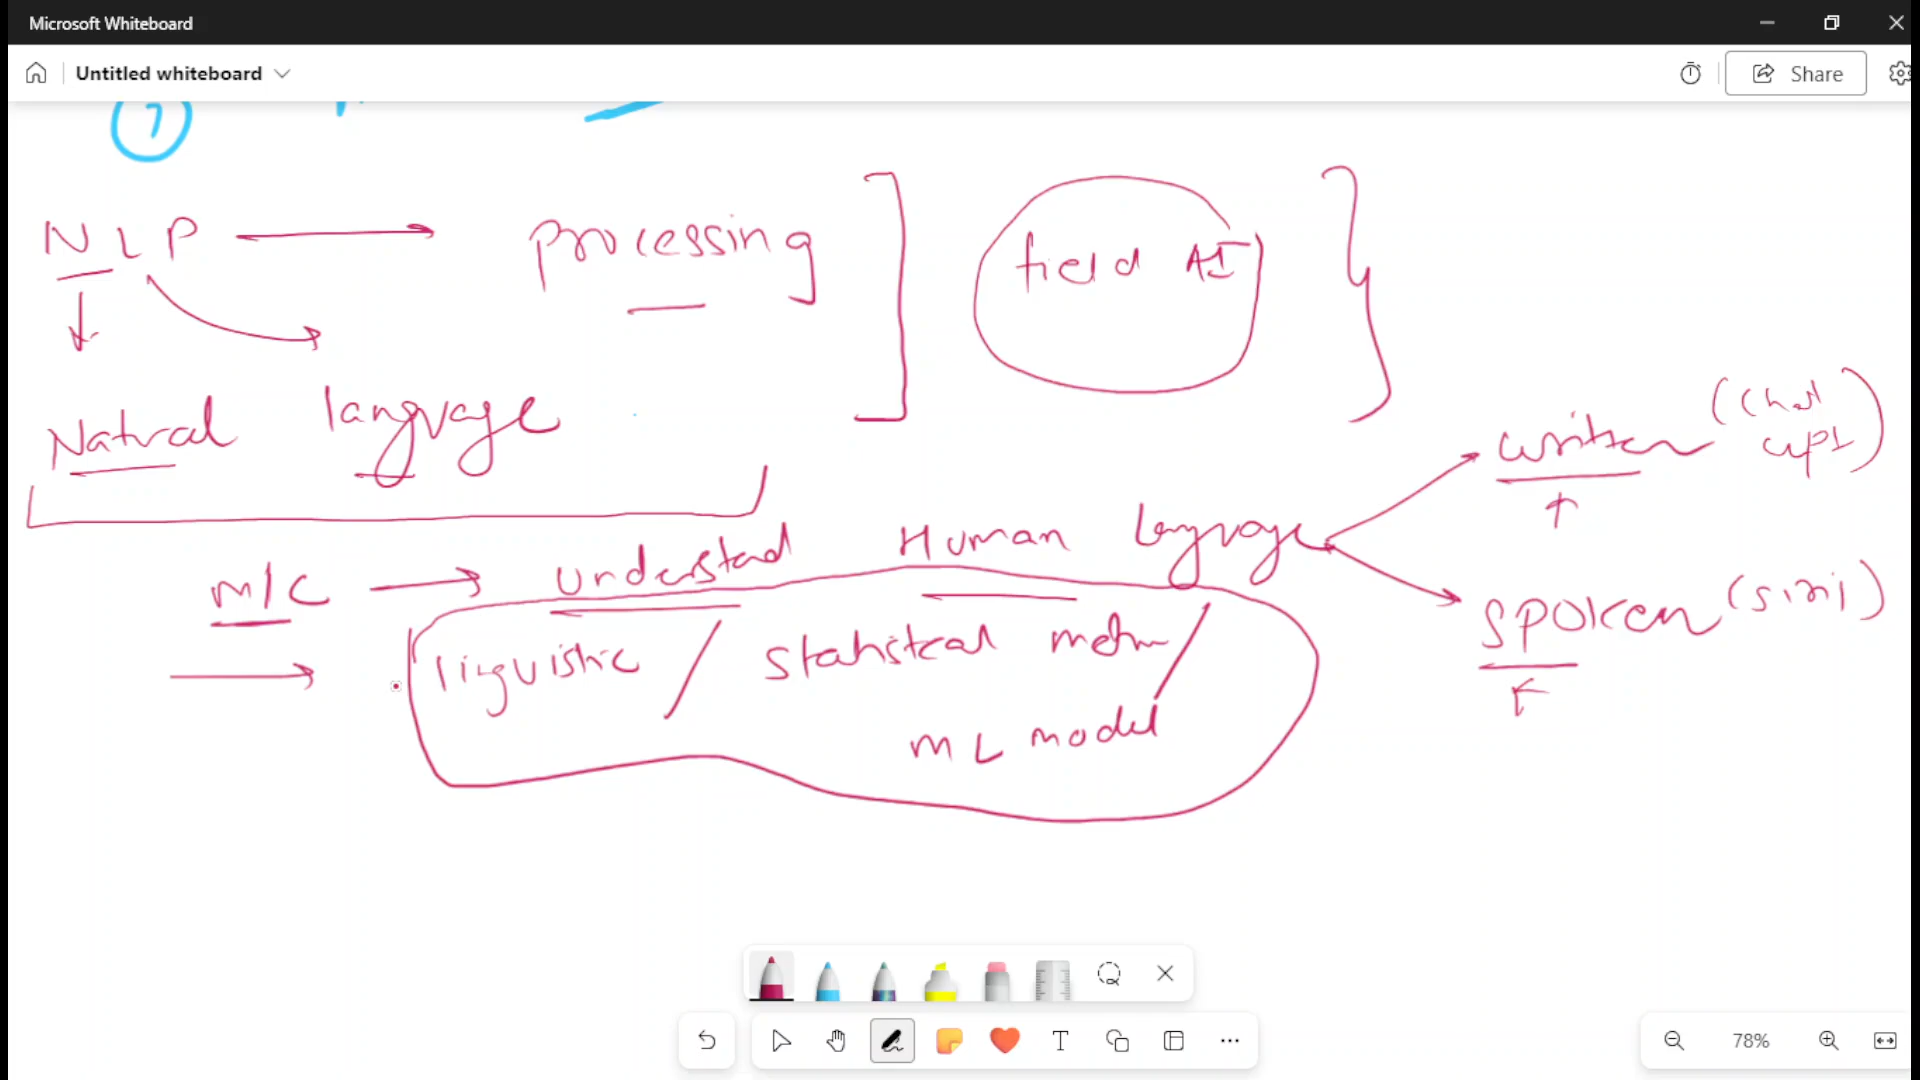 Microsoft Whiteboard
Untitled whiteboard
Share
7
NLP processing
field AI
Natural language
written (Chat
GPT)
M/C understand Human language
spoken (siri)
linguistic / statistical /
ML model
78%